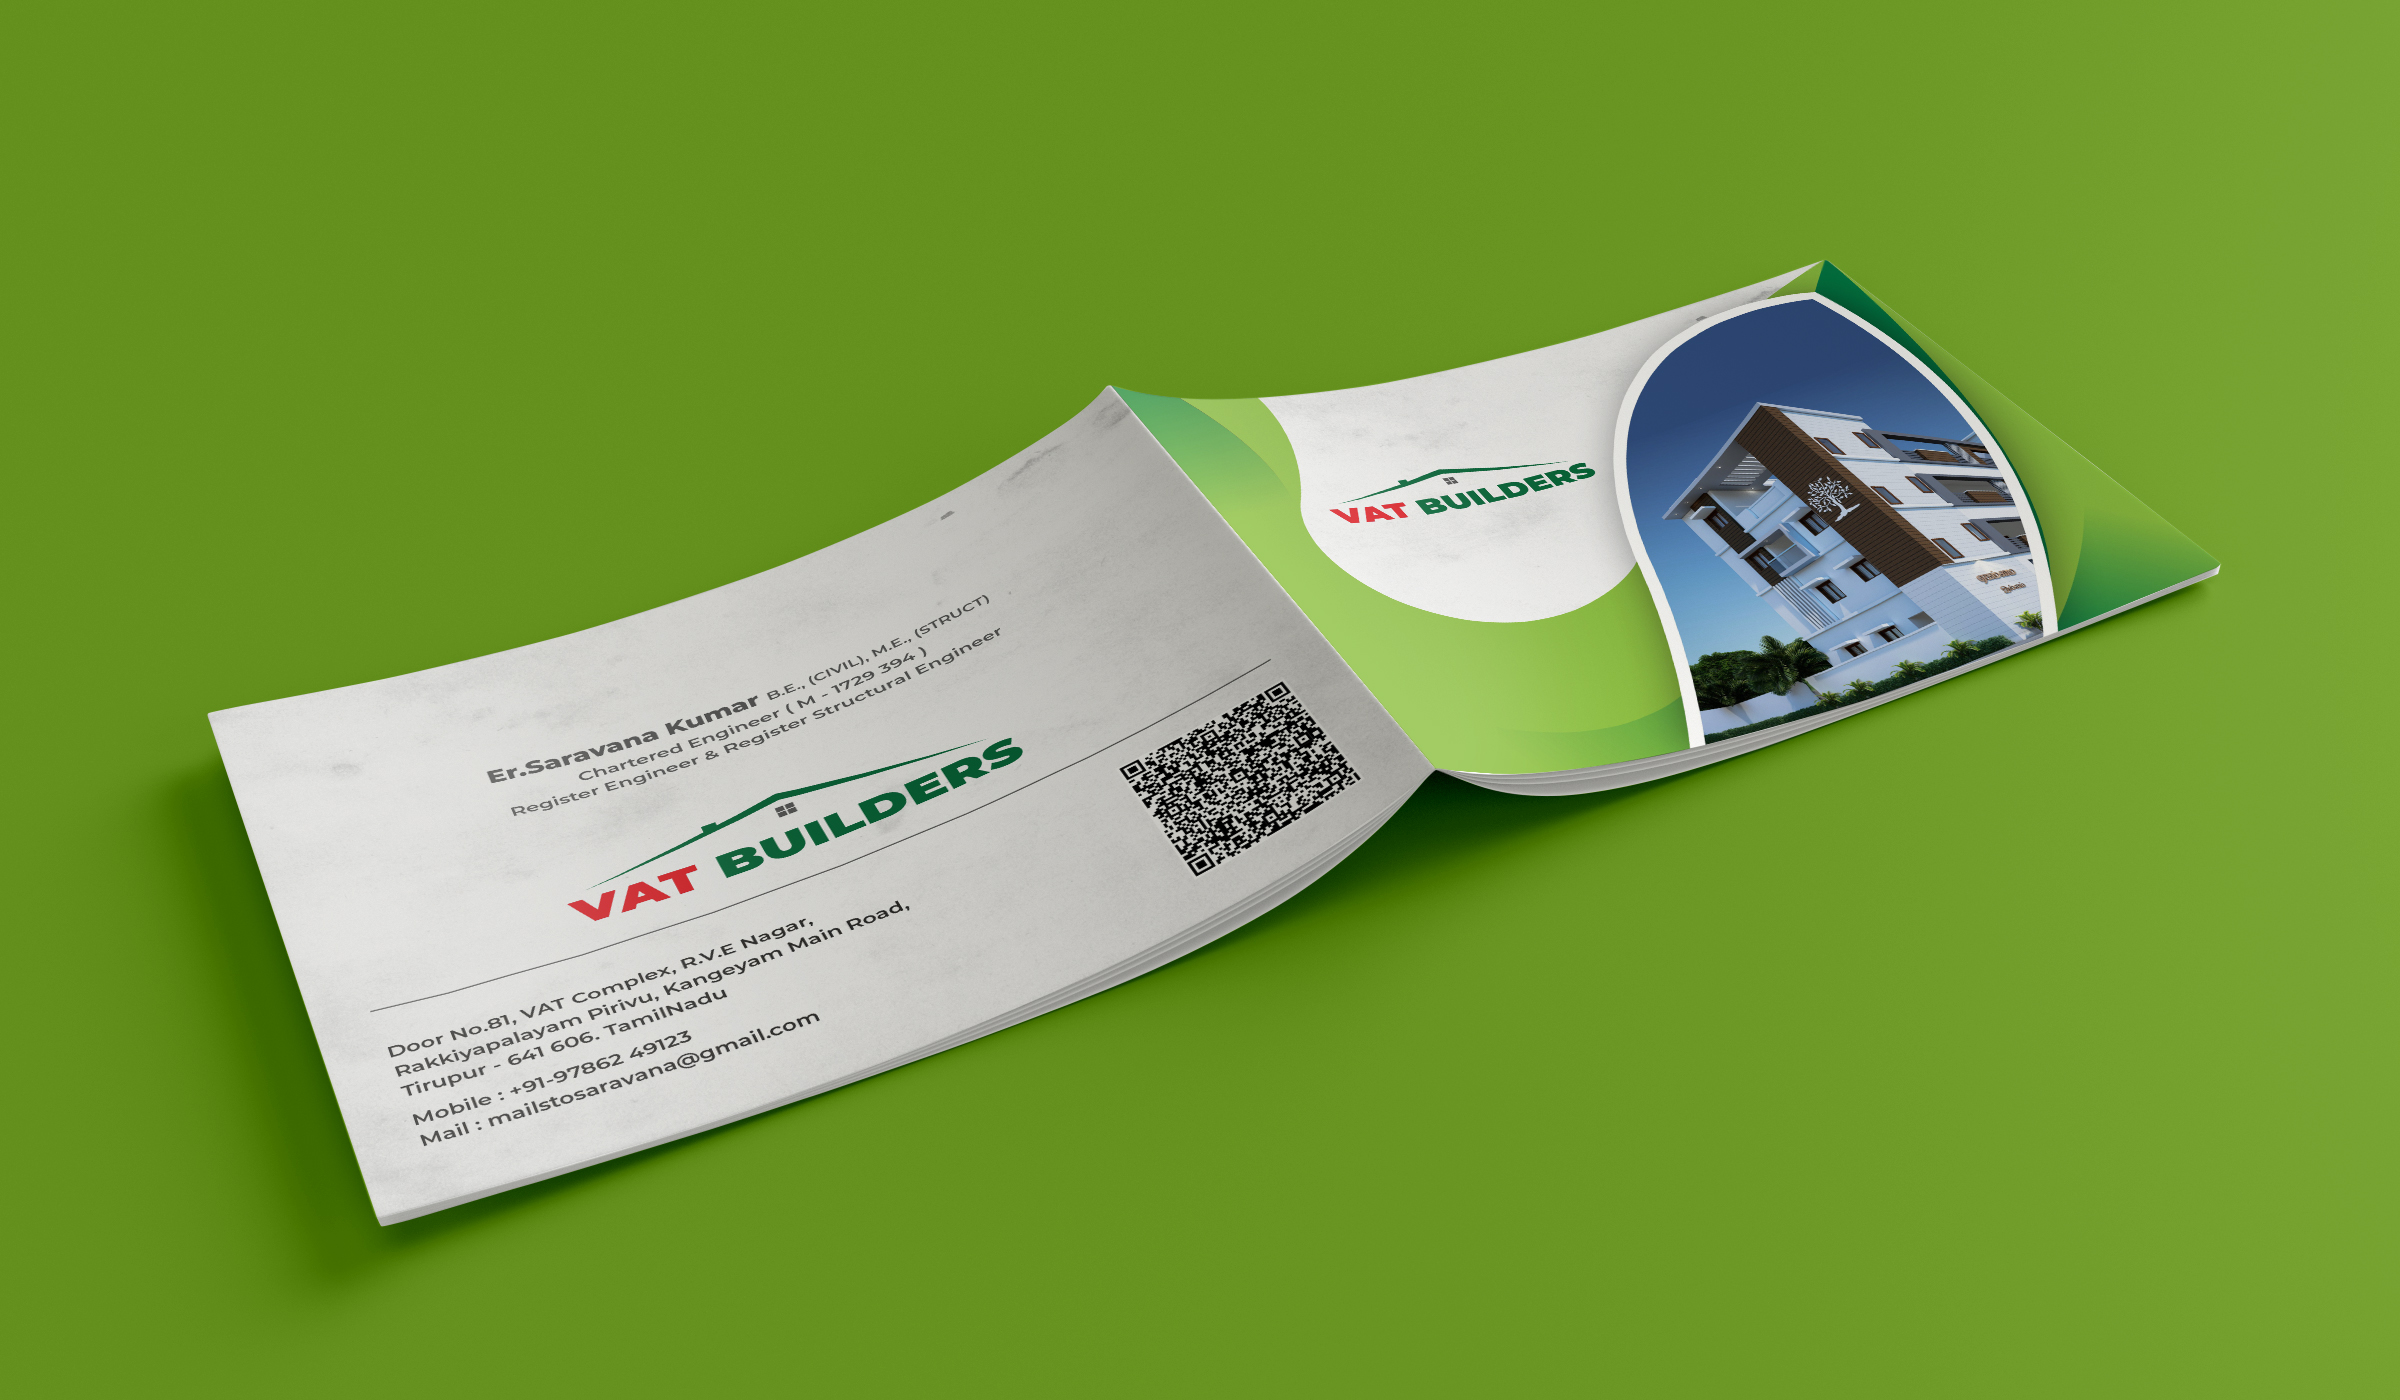 Er.Saravana Kumar B.E., (CIVIL), M.E., (STRUCT)
Chartered Engineer ( M - 1729 394 )
Register Engineer & Register Structural Engineer
VAT BUILDERS
Door No.81, VAT Complex, R.V.E Nagar,
Rakkiyapalayam Pirivu, Kangeyam Main Road,
Tirupur - 641 606. TamilNadu
Mobile : +91-97862 49123
Mail : mailstosaravana@gmail.com
VAT BUILDERS